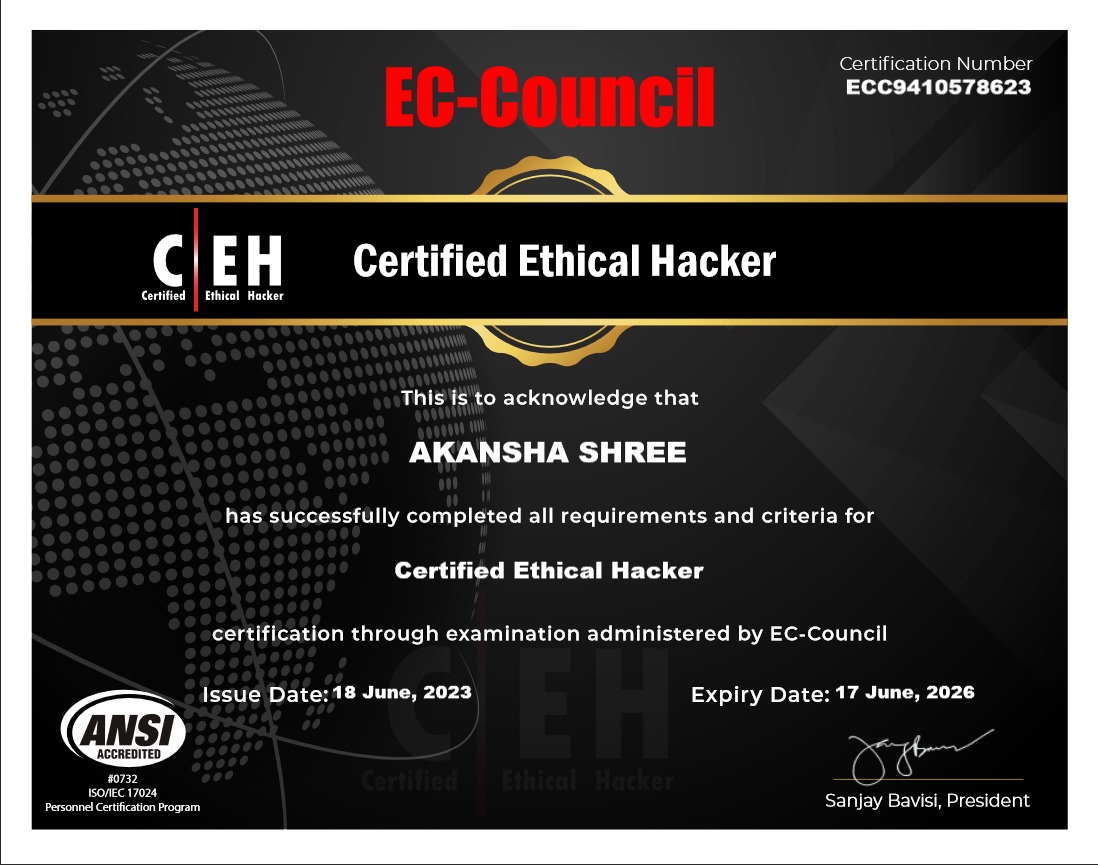 EC-Council
Certification Number
ECC9410578623
C EH
Certified Ethical Hacker
Certified Ethical Hacker
This is to acknowledge that
AKANSHA SHREE
has successfully completed all requirements and criteria for
Certified Ethical Hacker
certification through examination administered by EC-Council
Issue Date: 18 June, 2023
Expiry Date: 17 June, 2026
C EH
Certified Ethical Hacker
ANSI
ACCREDITED
#0732
ISO/IEC 17024
Personnel Certification Program
Sanjay Bavisi, President